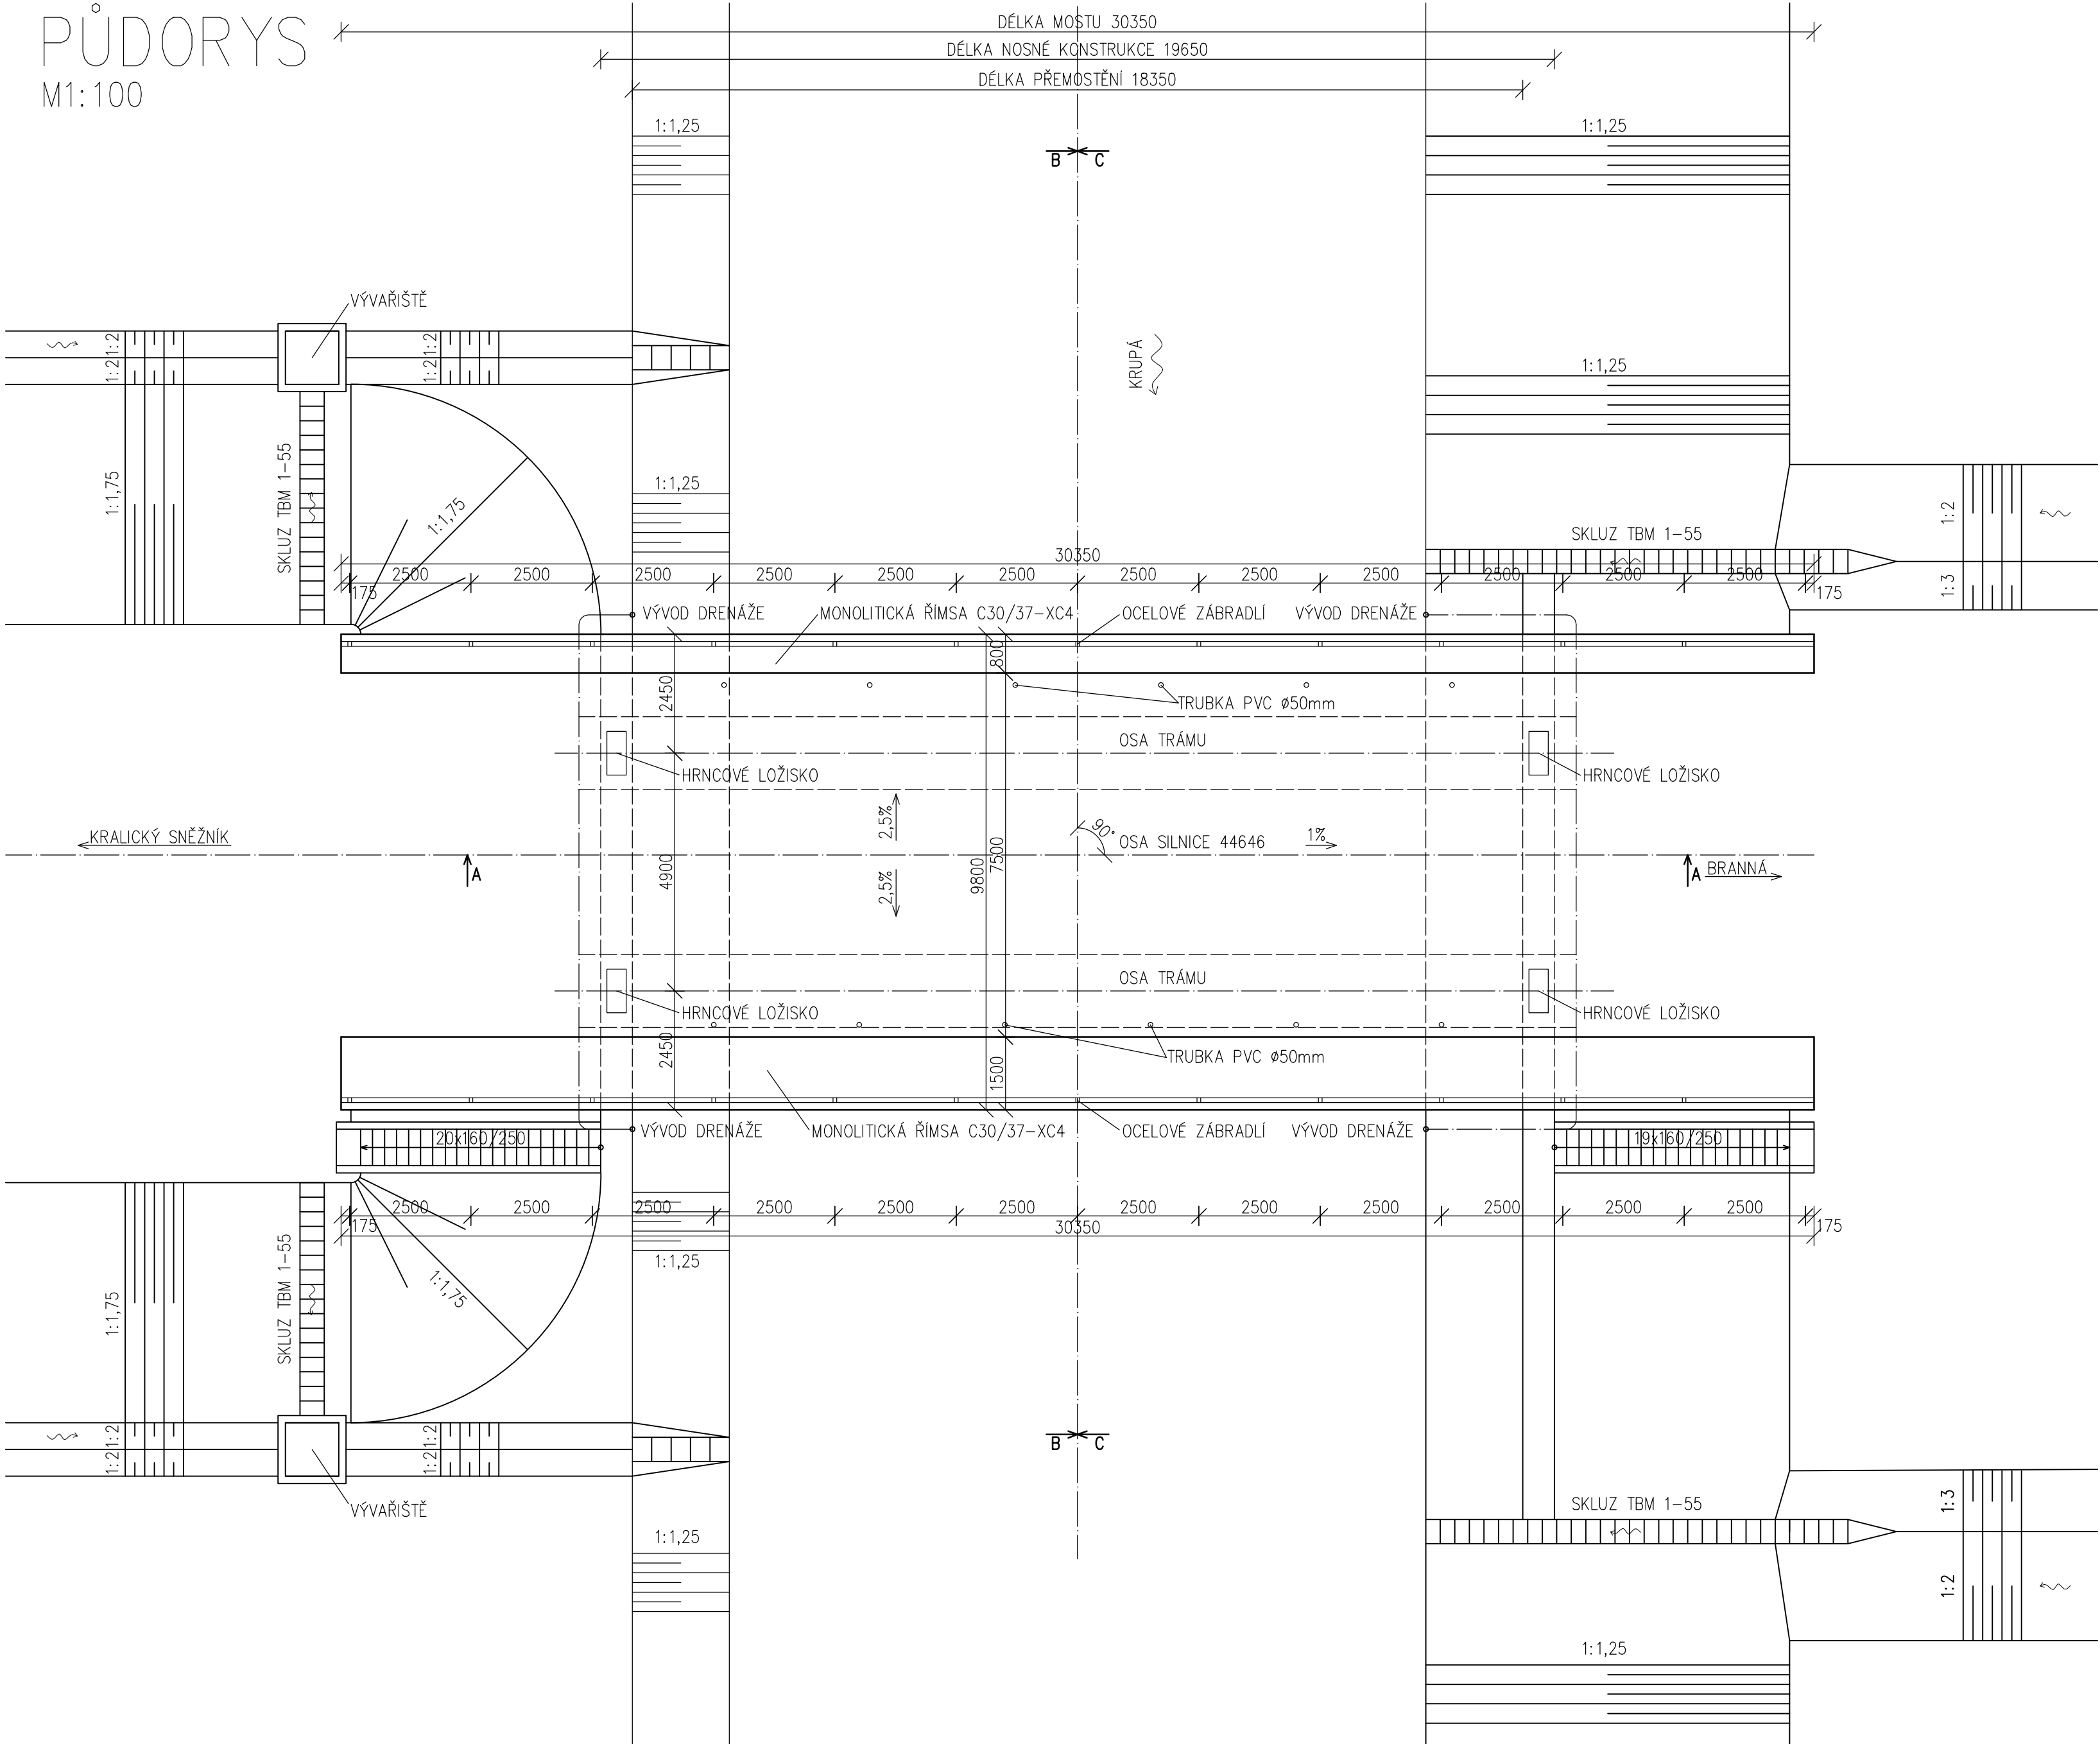 PŮDORYS
M1:100
DÉLKA MOSTU 30350
DÉLKA NOSNÉ KONSTRUKCE 19650
DÉLKA PŘEMOSTĚNÍ 18350
1:1,25
1:1,25
B C
VÝVAŘIŠTĚ
1:2 1:2
1:2 1:2
KRUPÁ
1:1,25
1:1,75
SKLUZ TBM 1-55
1:1,75
1:1,25
SKLUZ TBM 1-55
1:2
1:3
30350
2500 2500 2500 2500 2500 2500 2500 2500 2500 2500 2500 2500
175 175
VÝVOD DRENÁŽE
MONOLITICKÁ ŘÍMSA C30/37-XC4
OCELOVÉ ZÁBRADLÍ
VÝVOD DRENÁŽE
800
2450
TRUBKA PVC ø50mm
OSA TRÁMU
HRNCOVÉ LOŽISKO
HRNCOVÉ LOŽISKO
2,5%
90°
KRALICKÝ SNĚŽNÍK
OSA SILNICE 44646
1%
4900
9800
7500
A
A
BRANNÁ
2,5%
OSA TRÁMU
HRNCOVÉ LOŽISKO
HRNCOVÉ LOŽISKO
2450
TRUBKA PVC ø50mm
1500
VÝVOD DRENÁŽE
MONOLITICKÁ ŘÍMSA C30/37-XC4
OCELOVÉ ZÁBRADLÍ
VÝVOD DRENÁŽE
20x160/250
19x160/250
2500 2500 2500 2500 2500 2500 2500 2500 2500 2500 2500 2500
175 175
30350
1:1,25
SKLUZ TBM 1-55
1:1,75
1:1,75
1:2 1:2
1:2 1:2
B C
VÝVAŘIŠTĚ
SKLUZ TBM 1-55
1:3
1:2
1:1,25
1:1,25